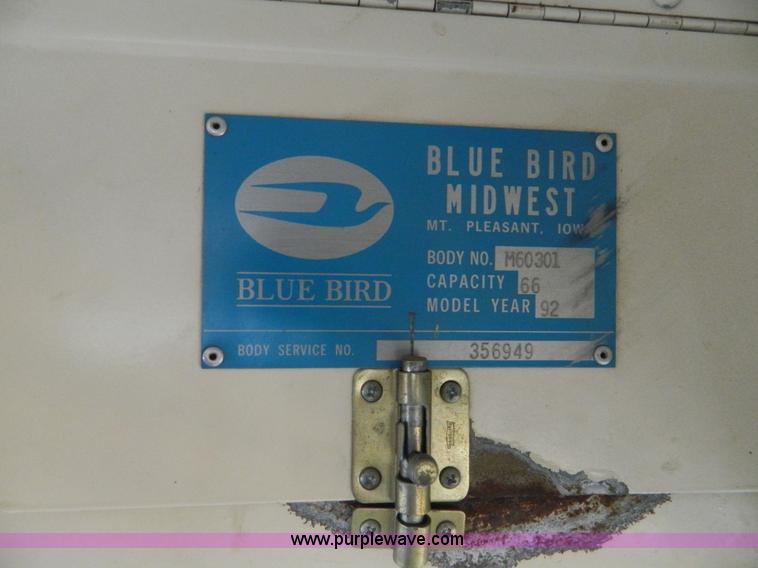 BLUE BIRD
MIDWEST
MT. PLEASANT, IOWA
BODY NO. M60301
CAPACITY 66
MODEL YEAR 92
BLUE BIRD
BODY SERVICE NO. 356949
www.purplewave.com